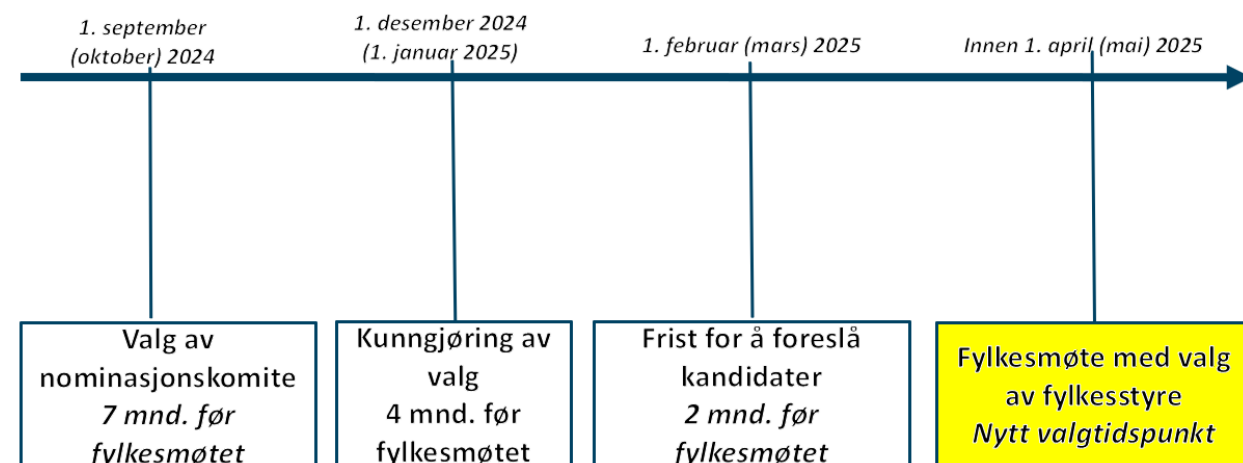 1. september
(oktober) 2024
1. desember 2024
(1. januar 2025)
1. februar (mars) 2025
Innen 1. april (mai) 2025
Valg av
nominasjonskomite
7 mnd. før
fylkesmøtet
Kunngjøring av
valg
4 mnd. før
fylkesmøtet
Frist for å foreslå
kandidater
2 mnd. før
fylkesmøtet
Fylkesmøte med valg
av fylkesstyre
Nytt valgtidspunkt